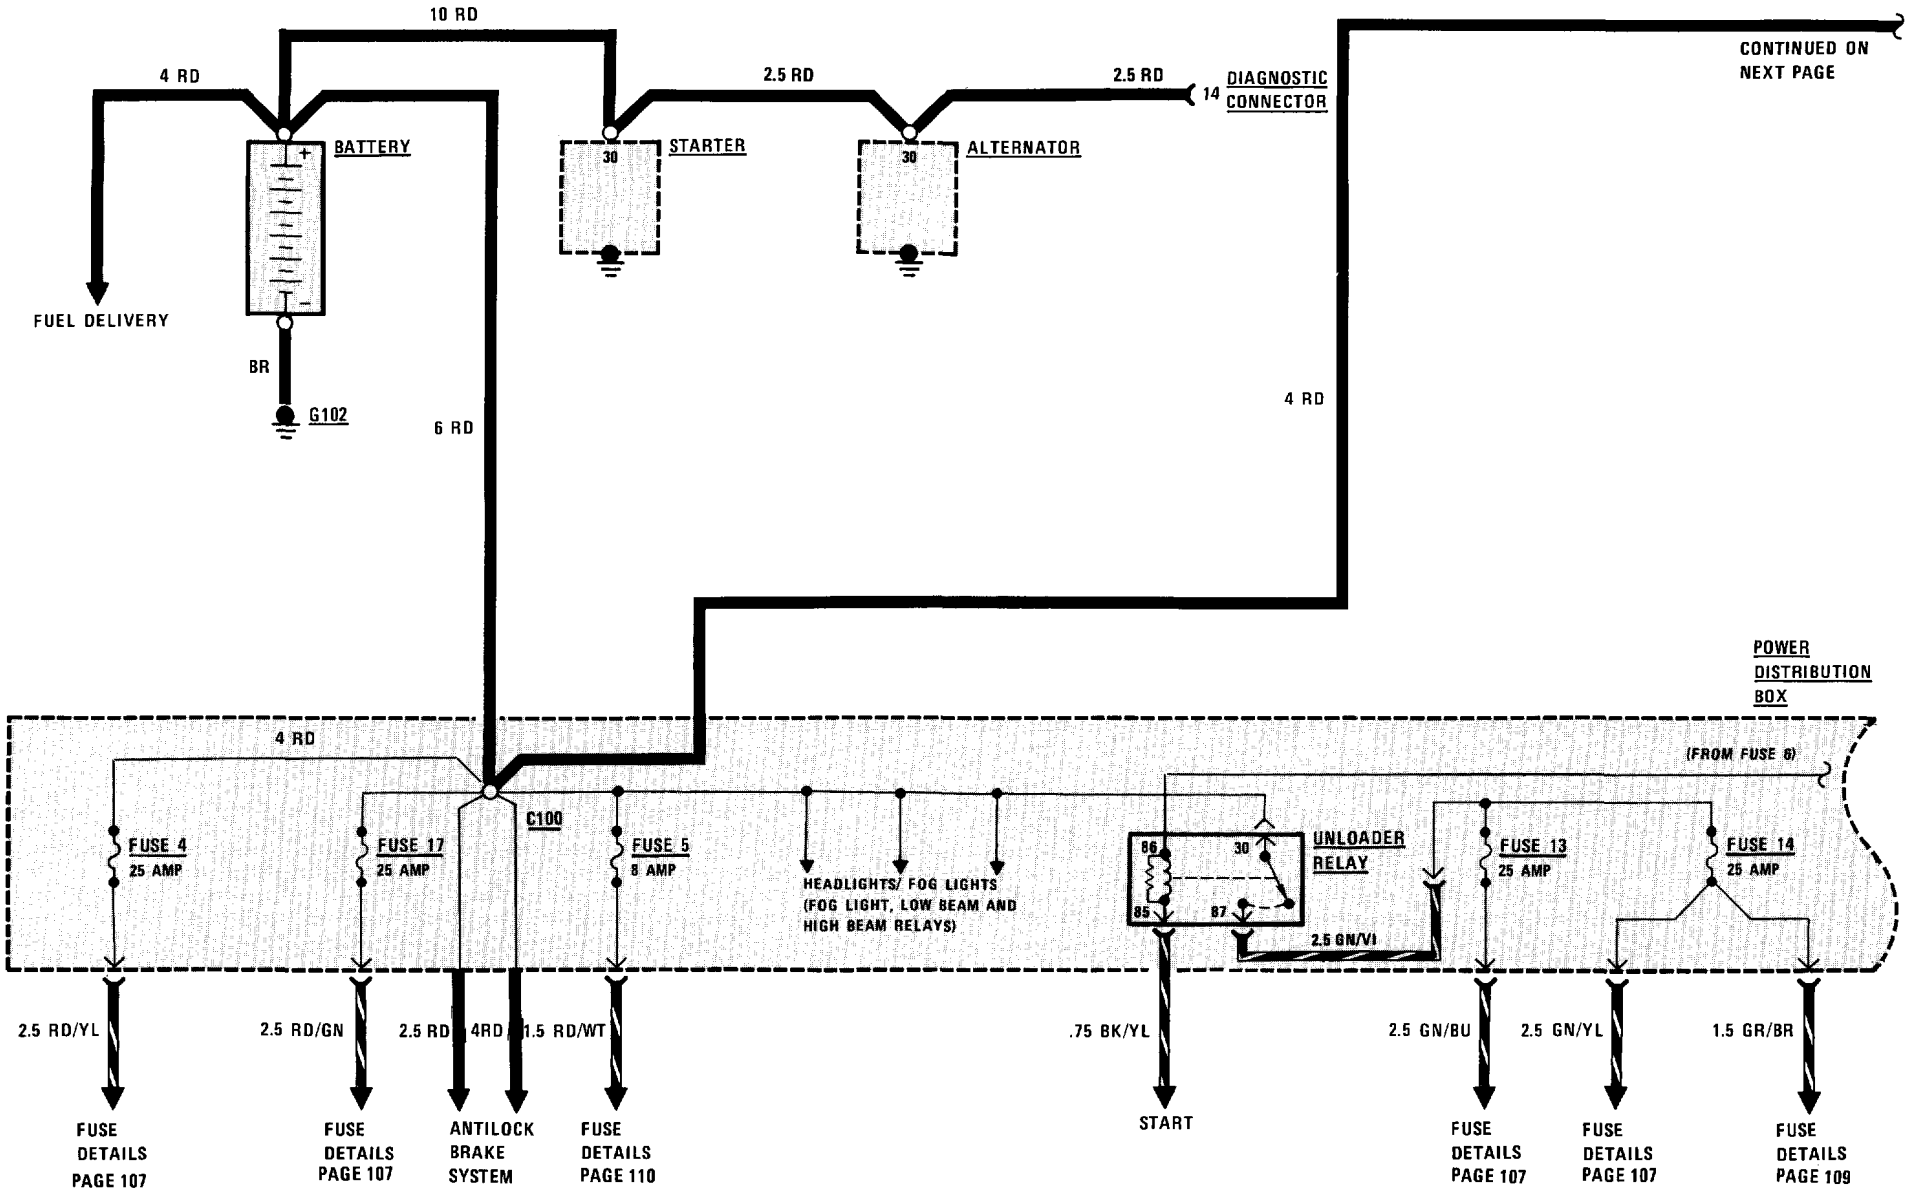 10 RD
CONTINUED ON
NEXT PAGE
4 RD
2.5 RD
2.5 RD
14
DIAGNOSTIC
CONNECTOR
BATTERY
+
30
STARTER
30
ALTERNATOR
–
FUEL DELIVERY
BR
G102
6 RD
4 RD
POWER
DISTRIBUTION
BOX
4 RD
(FROM FUSE 6)
C100
FUSE 4
25 AMP
FUSE 17
25 AMP
FUSE 5
8 AMP
HEADLIGHTS/ FOG LIGHTS
(FOG LIGHT, LOW BEAM AND
HIGH BEAM RELAYS)
86
30
85
87
UNLOADER
RELAY
2.5 GN/VI
FUSE 13
25 AMP
FUSE 14
25 AMP
2.5 RD/YL
2.5 RD/GN
2.5 RD
4RD
1.5 RD/WT
.75 BK/YL
2.5 GN/BU
2.5 GN/YL
1.5 GR/BR
FUSE
DETAILS
PAGE 107
FUSE
DETAILS
PAGE 107
ANTILOCK
BRAKE
SYSTEM
FUSE
DETAILS
PAGE 110
START
FUSE
DETAILS
PAGE 107
FUSE
DETAILS
PAGE 107
FUSE
DETAILS
PAGE 109